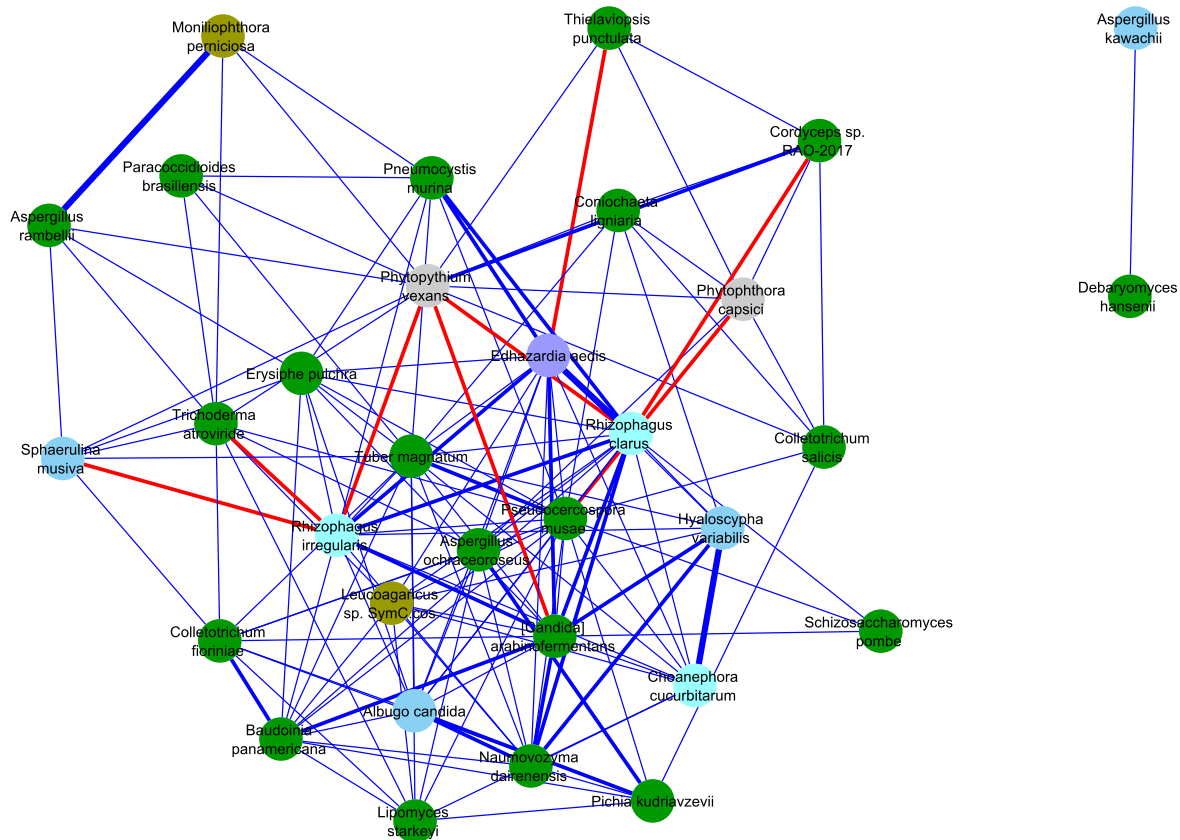 Moniliophthora
perniciosa
Thielaviopsis
punctulata
Aspergillus
kawachii
Cordyceps sp.
RAO-2017
Paracoccidioides
brasiliensis
Pneumocystis
murina
Coniochaeta
ligniaria
Aspergillus
rambellii
Phytopythium
vexans
Phytophthora
capsici
Debaryomyces
hansenii
Edhazardia aedis
Erysiphe pulchra
Trichoderma
atroviride
Rhizophagus
clarus
Sphaerulina
musiva
Tuber magnatum
Colletotrichum
salicis
Pseudocercospora
musae
Rhizophagus
irregularis
Hyaloscypha
variabilis
Aspergillus
ochraceoroseus
Leucoagaricus
sp. SymC.cos
Colletotrichum
fioriniae
[Candida]
arabinofermentans
Schizosaccharomyces
pombe
Choanephora
cucurbitarum
Albugo candida
Baudoinia
panamericana
Naumovozyma
dairenensis
Pichia kudriavzevii
Lipomyces
starkeyi